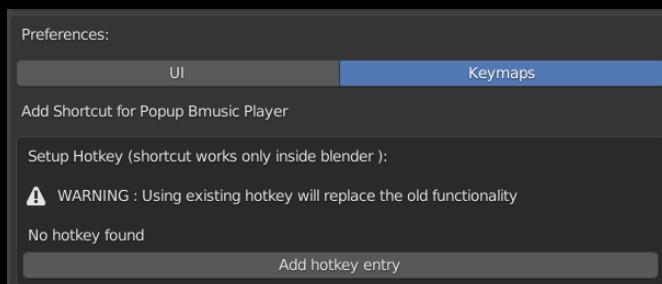 Preferences:
UI
Keymaps
Add Shortcut for Popup Bmusic Player
Setup Hotkey (shortcut works only inside blender ):
WARNING : Using existing hotkey will replace the old functionality
No hotkey found
Add hotkey entry